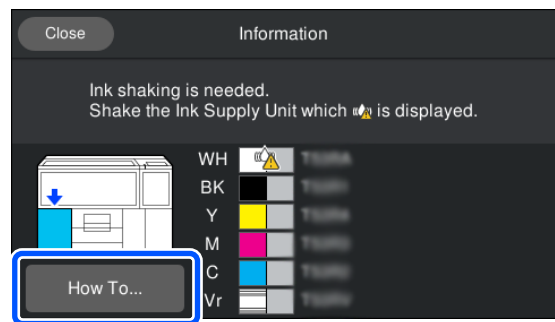 Close
Information
Ink shaking is needed.
Shake the Ink Supply Unit which is displayed.
WH
BK
Y
M
C
Vr
How To...